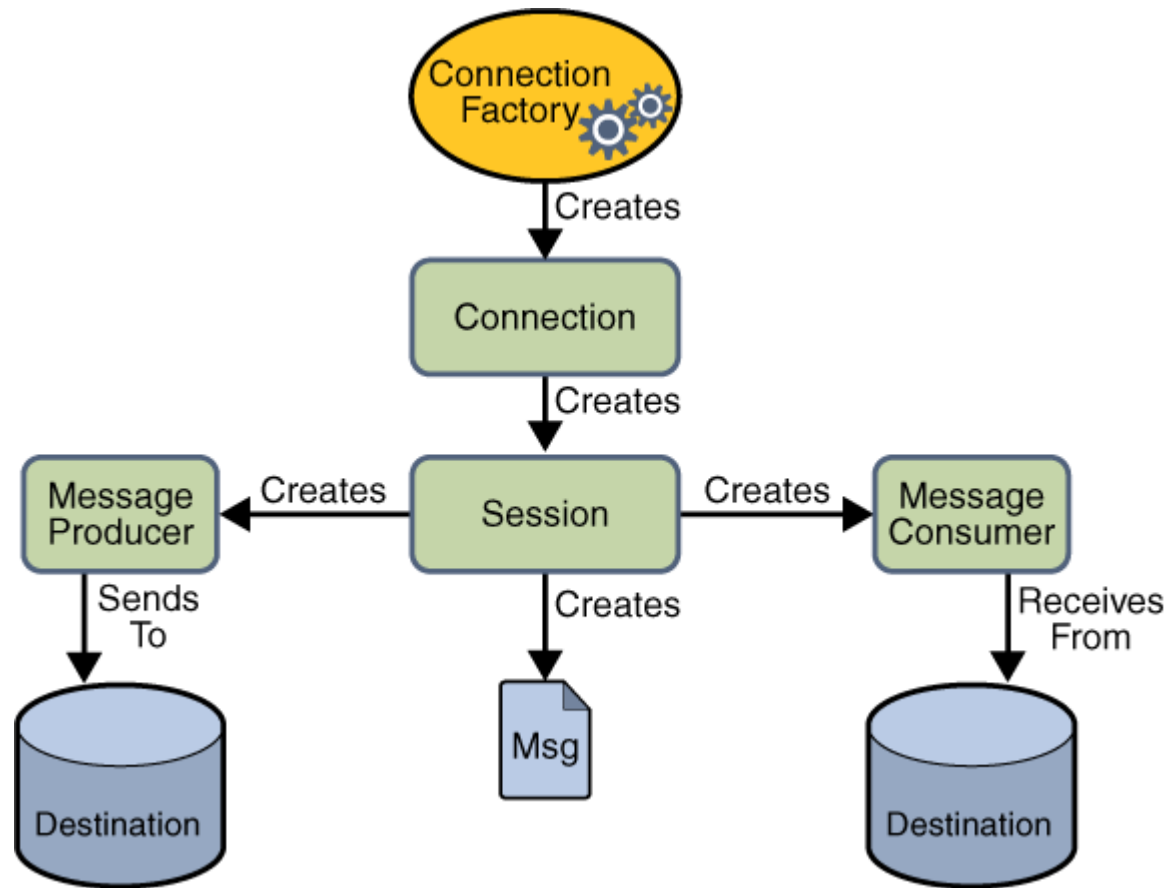 Connection
Factory
Creates
Connection
Creates
Message
Producer
Creates
Session
Creates
Message
Consumer
Sends
To
Creates
Receives
From
Destination
Msg
Destination